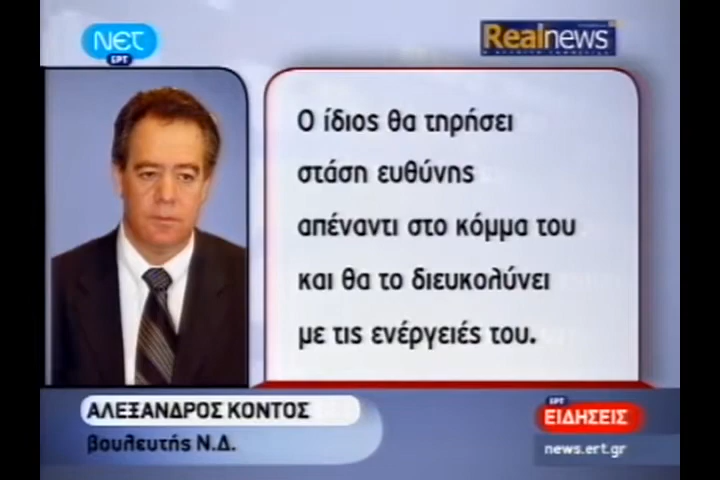 NET
ΕΡΤ
Realnews
Ο ίδιος θα τηρήσει
στάση ευθύνης
απέναντι στο κόμμα του
και θα το διευκολύνει
με τις ενέργειές του.
ΑΛΕΞΑΝΔΡΟΣ ΚΟΝΤΟΣ
βουλευτής Ν.Δ.
ΕΡΤ
ΕΙΔΗΣΕΙΣ
news.ert.gr